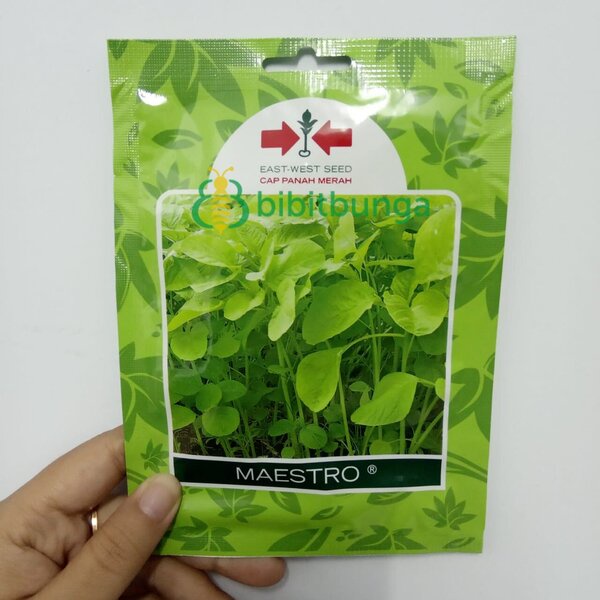 EAST-WEST SEED
CAP PANAH MERAH
bibitbunga
MAESTRO ®